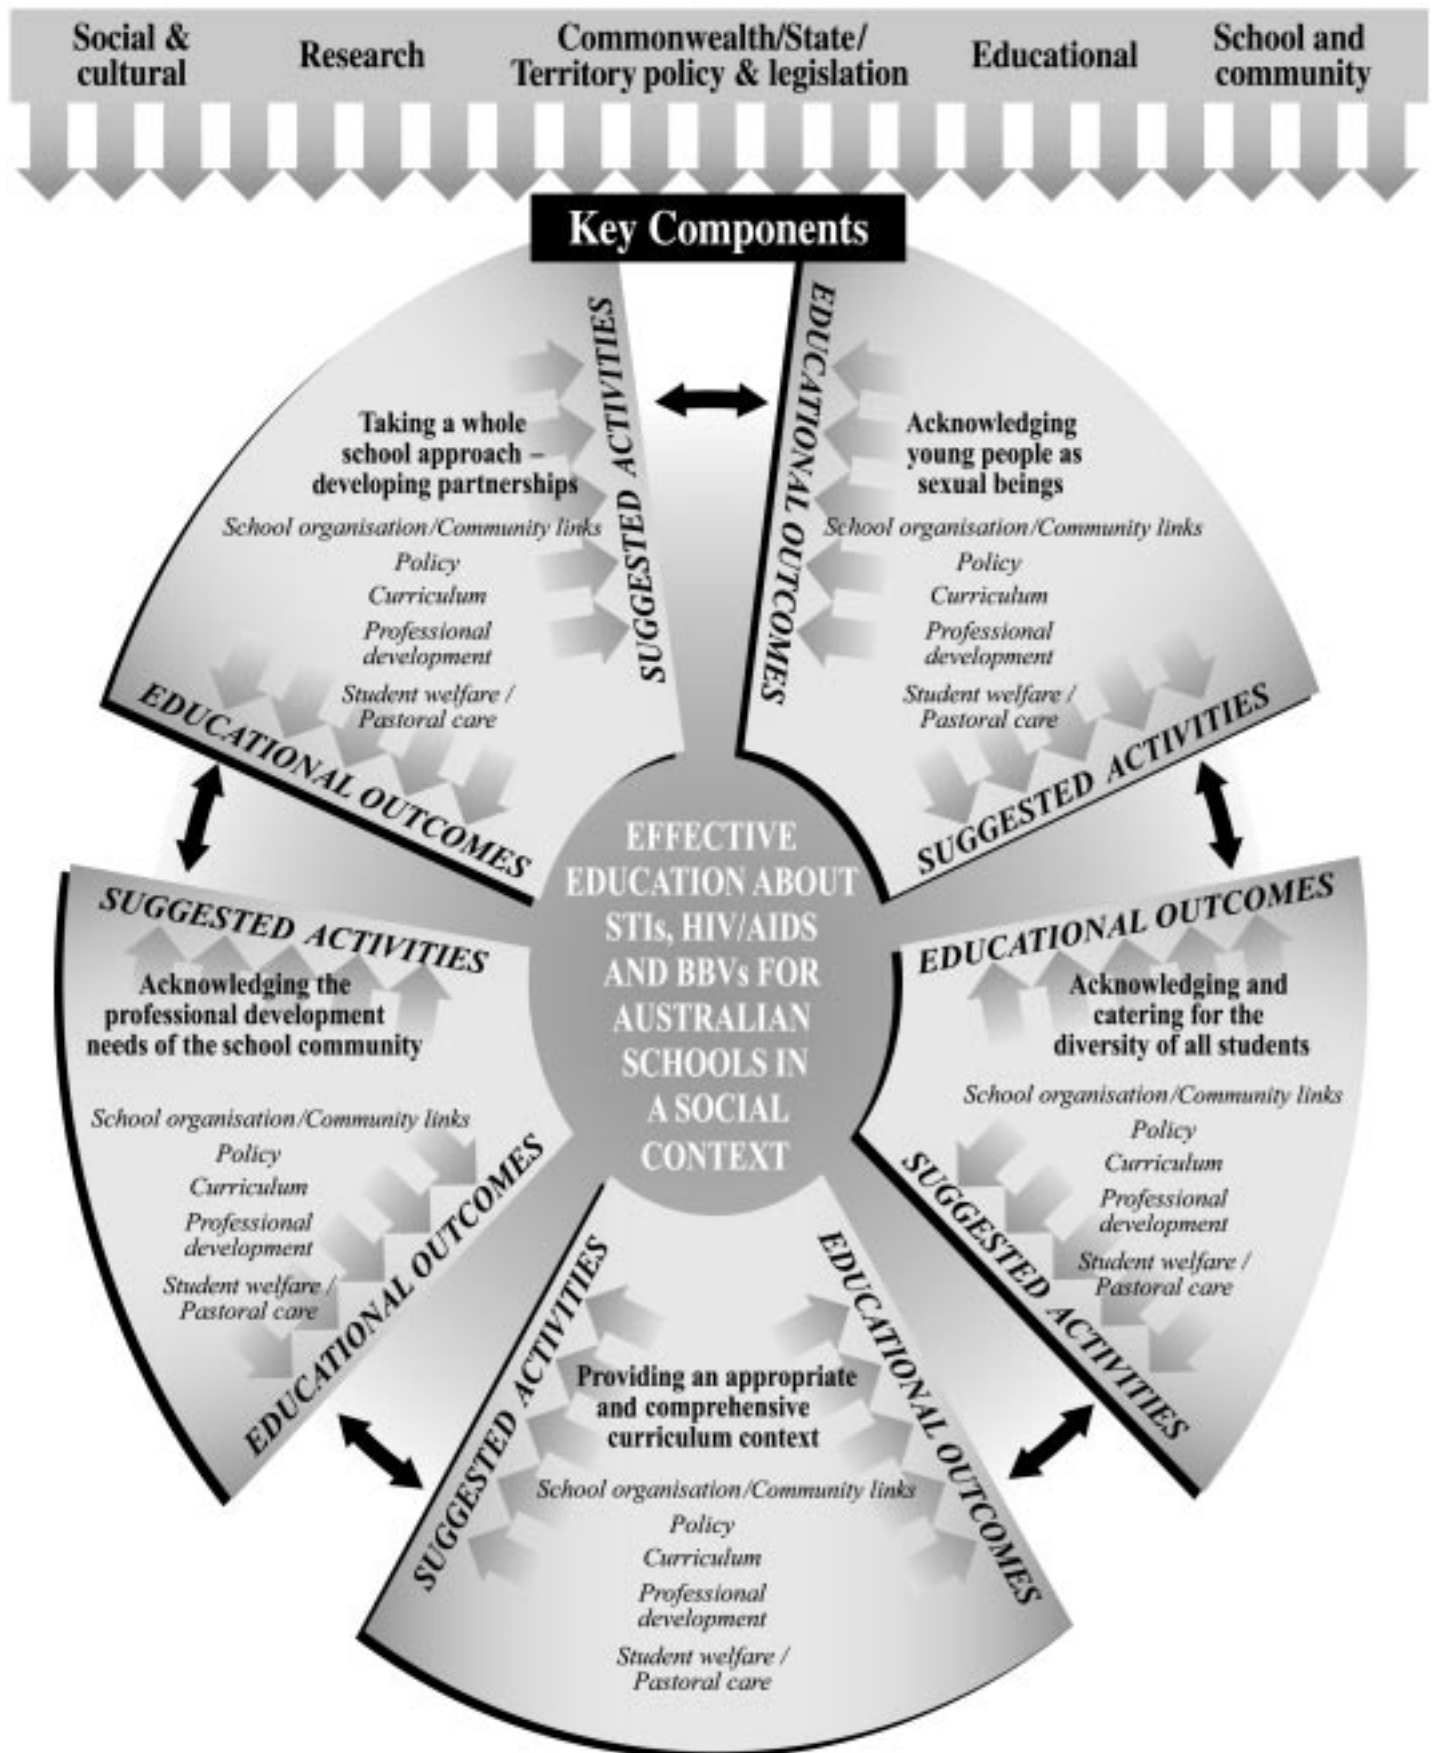 Social &
cultural
Research
Commonwealth/State/
Territory policy & legislation
Educational
School and
community
Key Components
Taking a whole
school approach –
developing partnerships
School organisation/Community links
Policy
Curriculum
Professional
development
Student welfare /
Pastoral care
SUGGESTED ACTIVITIES
EDUCATIONAL OUTCOMES
Acknowledging
young people as
sexual beings
School organisation/Community links
Policy
Curriculum
Professional
development
Student welfare /
Pastoral care
EDUCATIONAL OUTCOMES
SUGGESTED ACTIVITIES
EFFECTIVE
EDUCATION ABOUT
STIs, HIV/AIDS
AND BBVs FOR
AUSTRALIAN
SCHOOLS IN
A SOCIAL
CONTEXT
SUGGESTED ACTIVITIES
Acknowledging the
professional development
needs of the school community
School organisation/Community links
Policy
Curriculum
Professional
development
Student welfare /
Pastoral care
EDUCATIONAL OUTCOMES
EDUCATIONAL OUTCOMES
Acknowledging and
catering for the
diversity of all students
School organisation/Community links
Policy
Curriculum
Professional
development
Student welfare /
Pastoral care
SUGGESTED ACTIVITIES
SUGGESTED ACTIVITIES
EDUCATIONAL OUTCOMES
Providing an appropriate
and comprehensive
curriculum context
School organisation/Community links
Policy
Curriculum
Professional
development
Student welfare /
Pastoral care